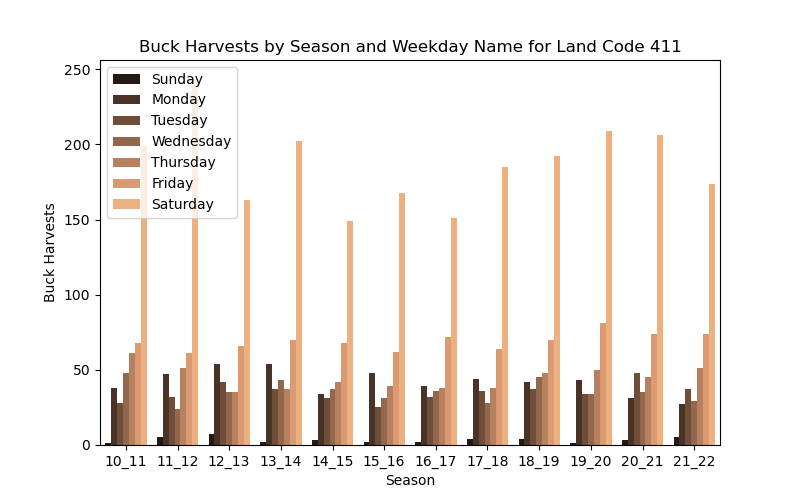 Buck Harvests by Season and Weekday Name for Land Code 411
250
200
150
100
50
0
Buck Harvests
Sunday
Monday
Tuesday
Wednesday
Thursday
Friday
Saturday
10_11 11_12 12_13 13_14 14_15 15_16 16_17 17_18 18_19 19_20 20_21 21_22
Season